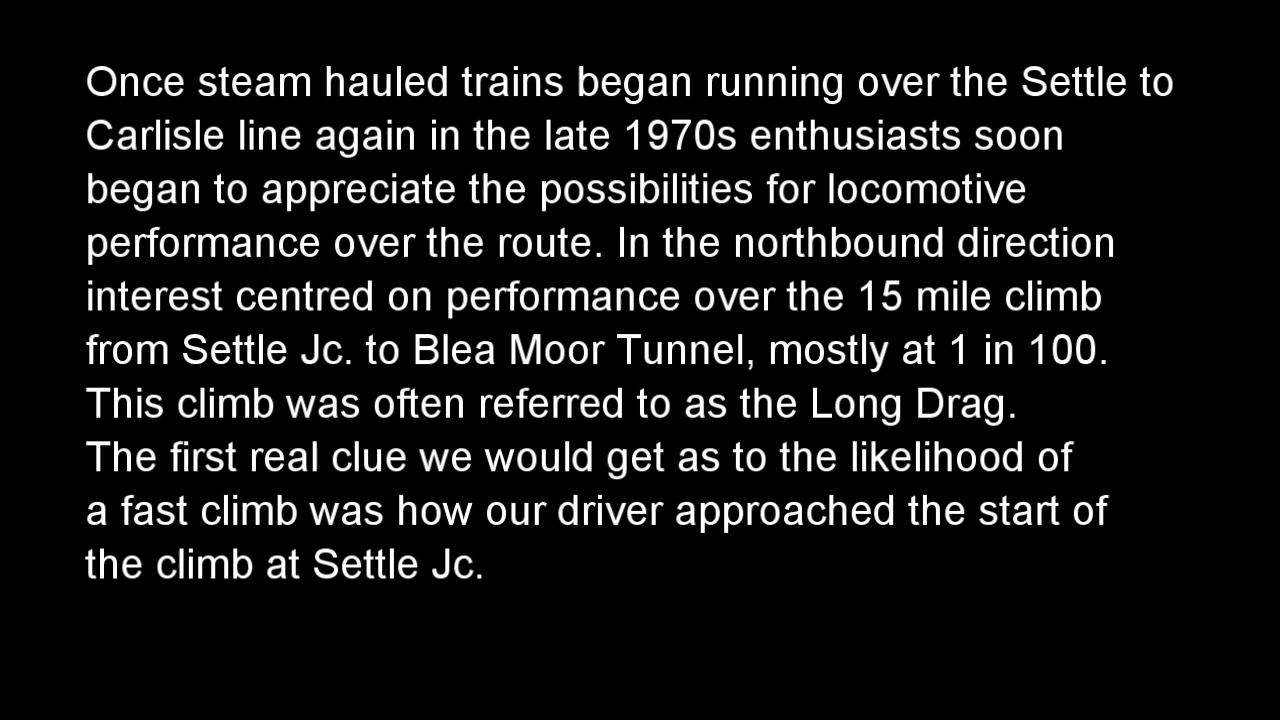 Once steam hauled trains began running over the Settle to
Carlisle line again in the late 1970s enthusiasts soon
began to appreciate the possibilities for locomotive
performance over the route. In the northbound direction
interest centred on performance over the 15 mile climb
from Settle Jc. to Blea Moor Tunnel, mostly at 1 in 100.
This climb was often referred to as the Long Drag.
The first real clue we would get as to the likelihood of
a fast climb was how our driver approached the start of
the climb at Settle Jc.